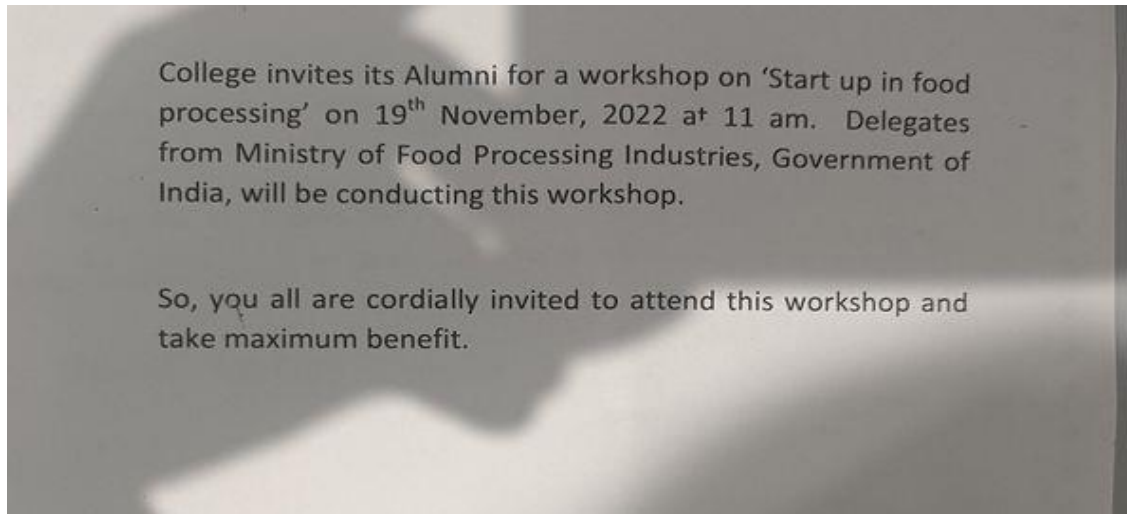 College invites its Alumni for a workshop on ‘Start up in food
processing’ on 19th November, 2022 at 11 am. Delegates
from Ministry of Food Processing Industries, Government of
India, will be conducting this workshop.
So, you all are cordially invited to attend this workshop and
take maximum benefit.